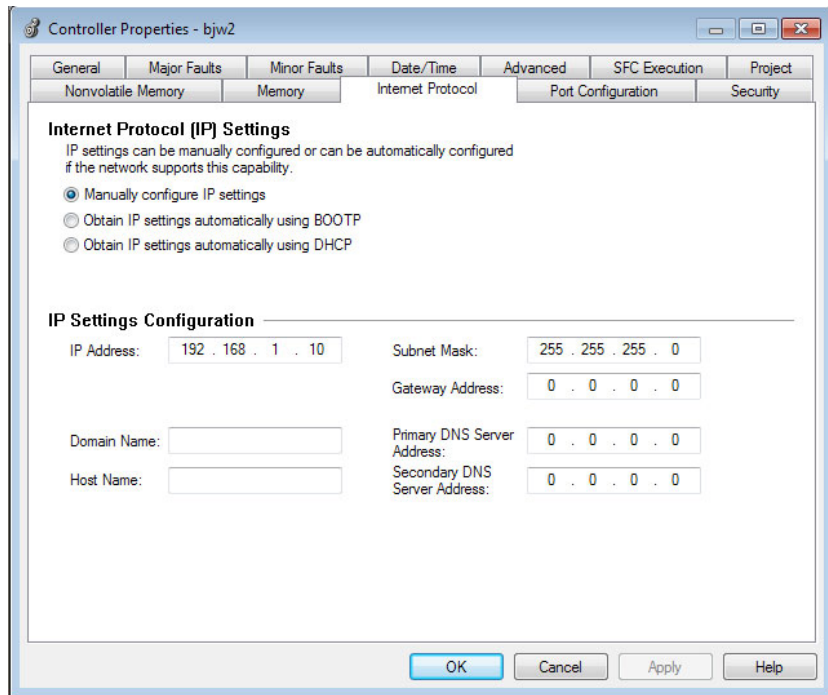 Controller Properties - bjw2
General Major Faults Minor Faults Date/Time Advanced SFC Execution Project
Nonvolatile Memory Memory Internet Protocol Port Configuration Security
Internet Protocol (IP) Settings
IP settings can be manually configured or can be automatically configured
if the network supports this capability.
Manually configure IP settings
Obtain IP settings automatically using BOOTP
Obtain IP settings automatically using DHCP
IP Settings Configuration
IP Address: 192 . 168 . 1 . 10 Subnet Mask: 255 . 255 . 255 . 0
Gateway Address: 0 . 0 . 0 . 0
Domain Name: Primary DNS Server
Address: 0 . 0 . 0 . 0
Host Name: Secondary DNS
Server Address: 0 . 0 . 0 . 0
OK Cancel Apply Help